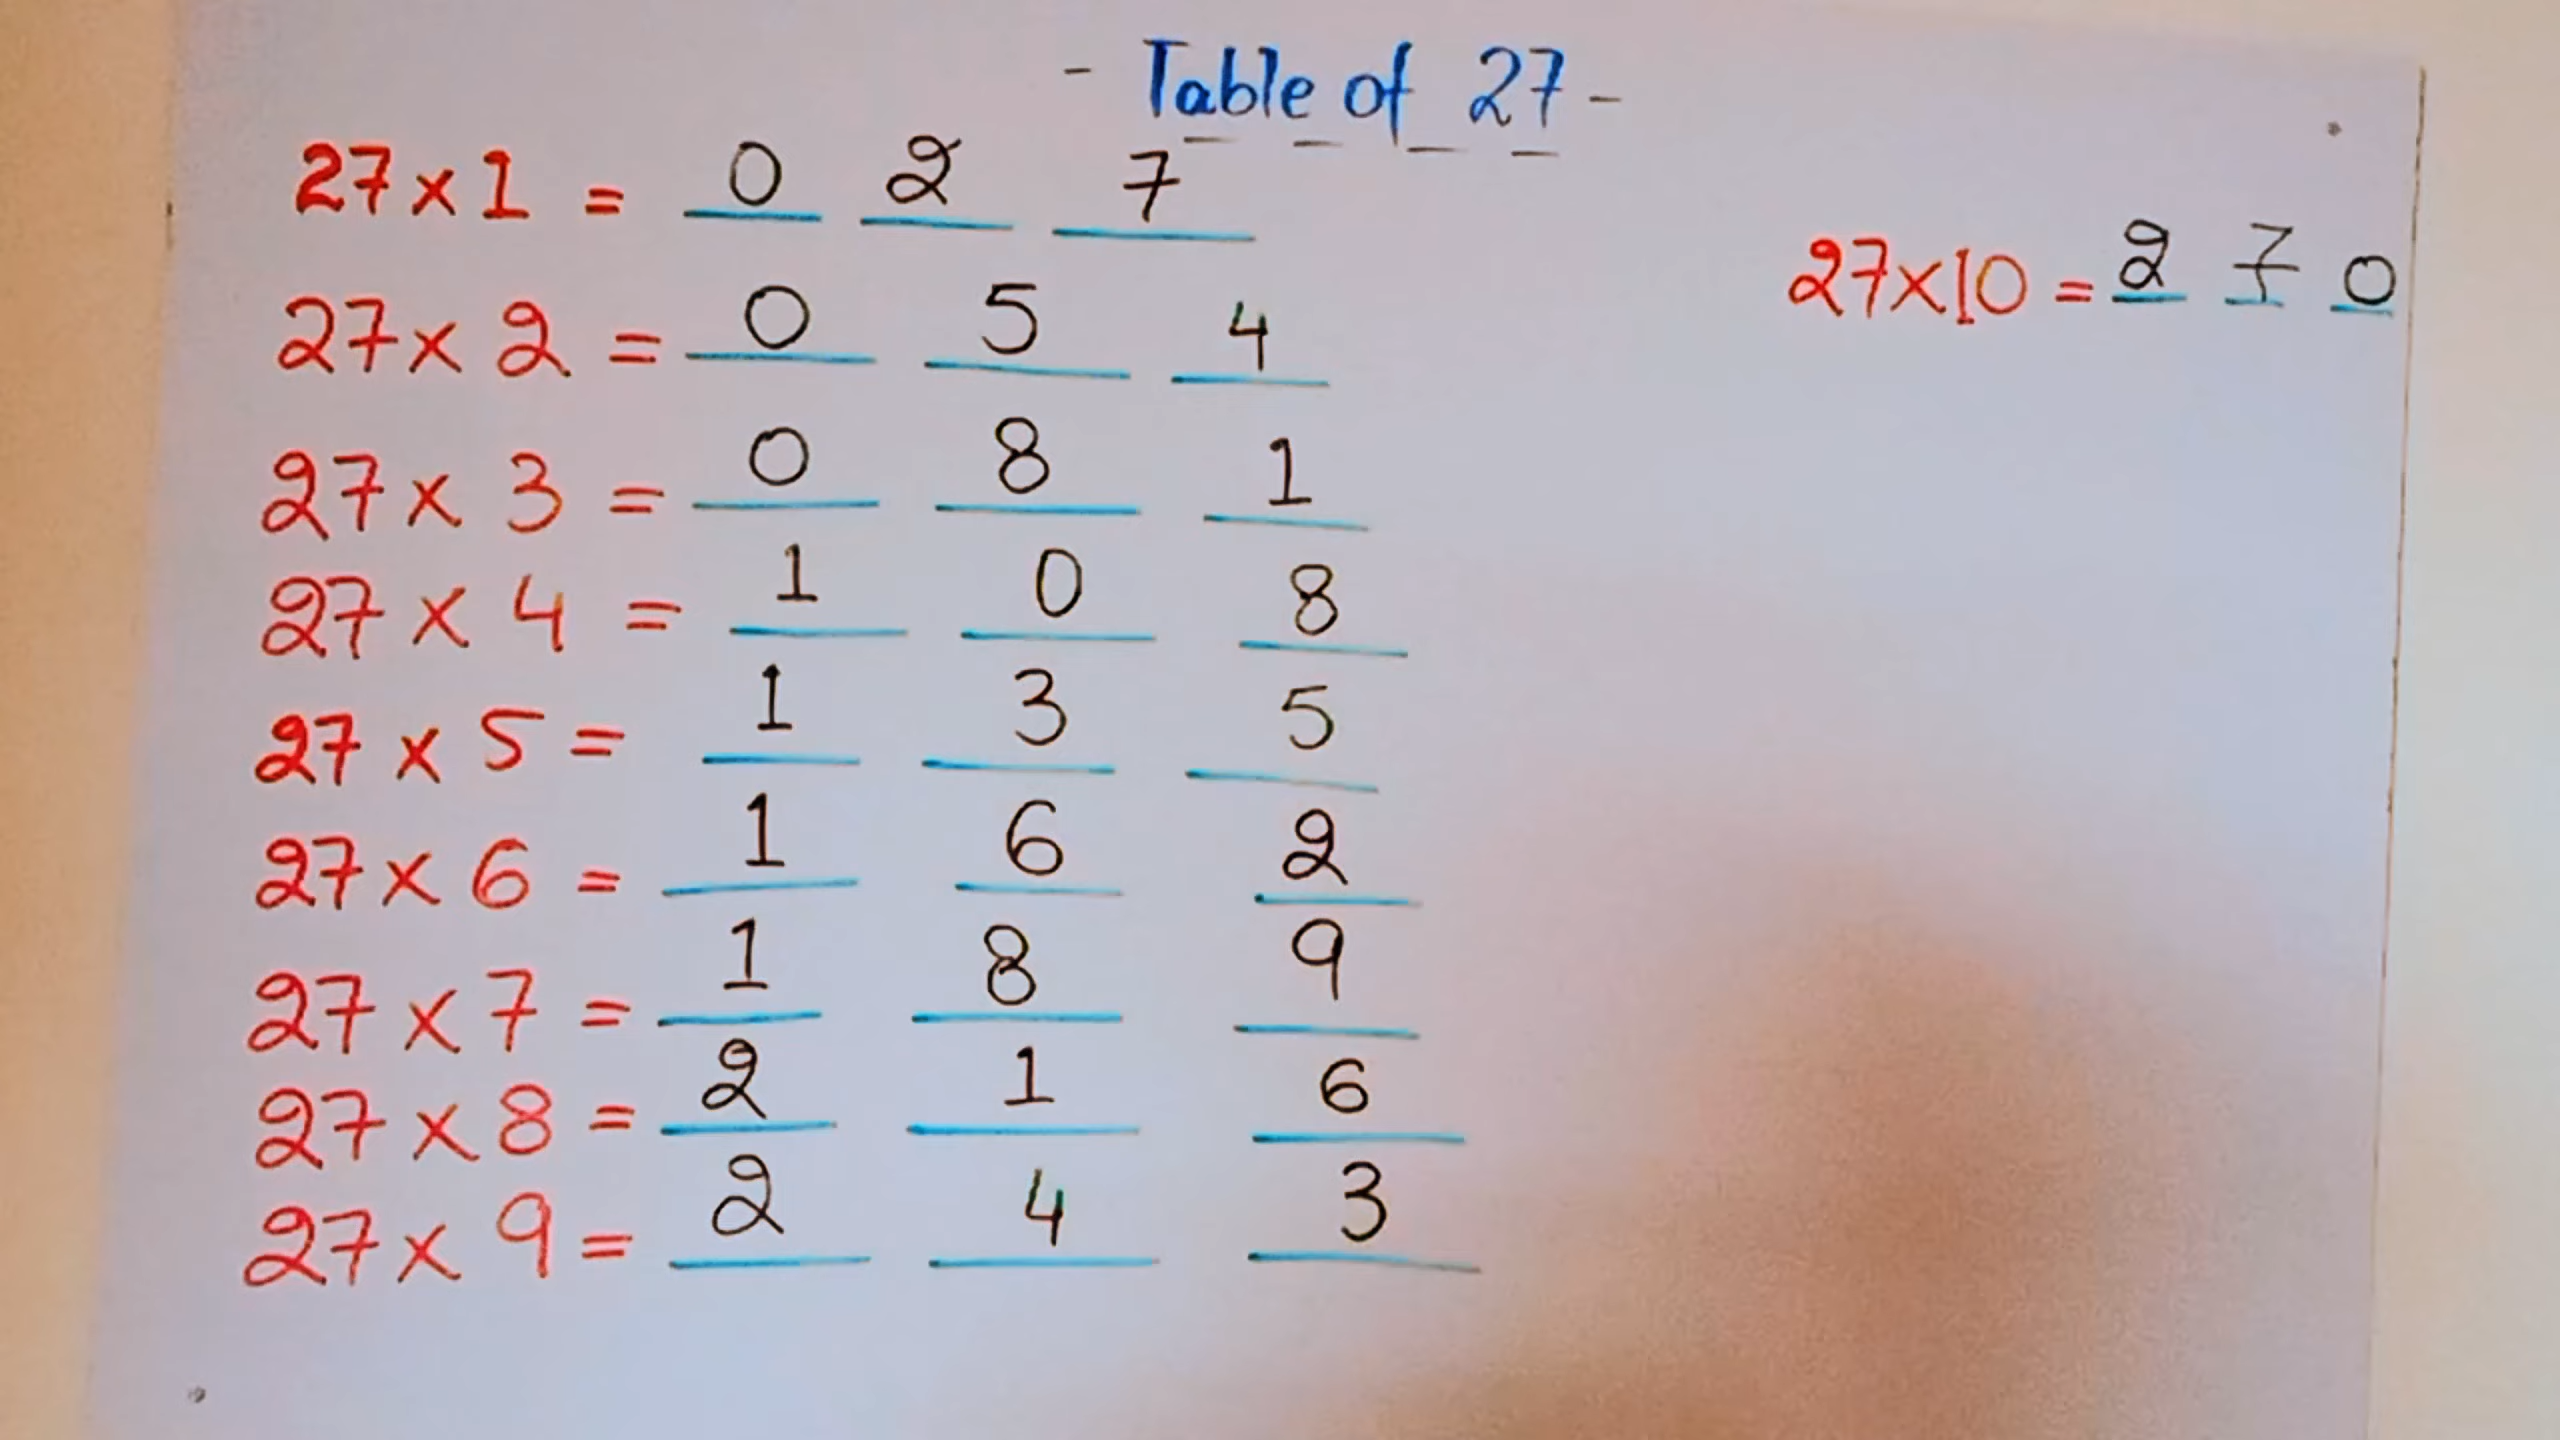 - Table of 27 -
27 x 1 = 0 2 7
27 x 2 = 0 5 4
27 x 3 = 0 8 1
27 x 4 = 1 0 8
27 x 5 = 1 3 5
27 x 6 = 1 6 2
27 x 7 = 1 8 9
27 x 8 = 2 1 6
27 x 9 = 2 4 3
27x10 = 2 7 0